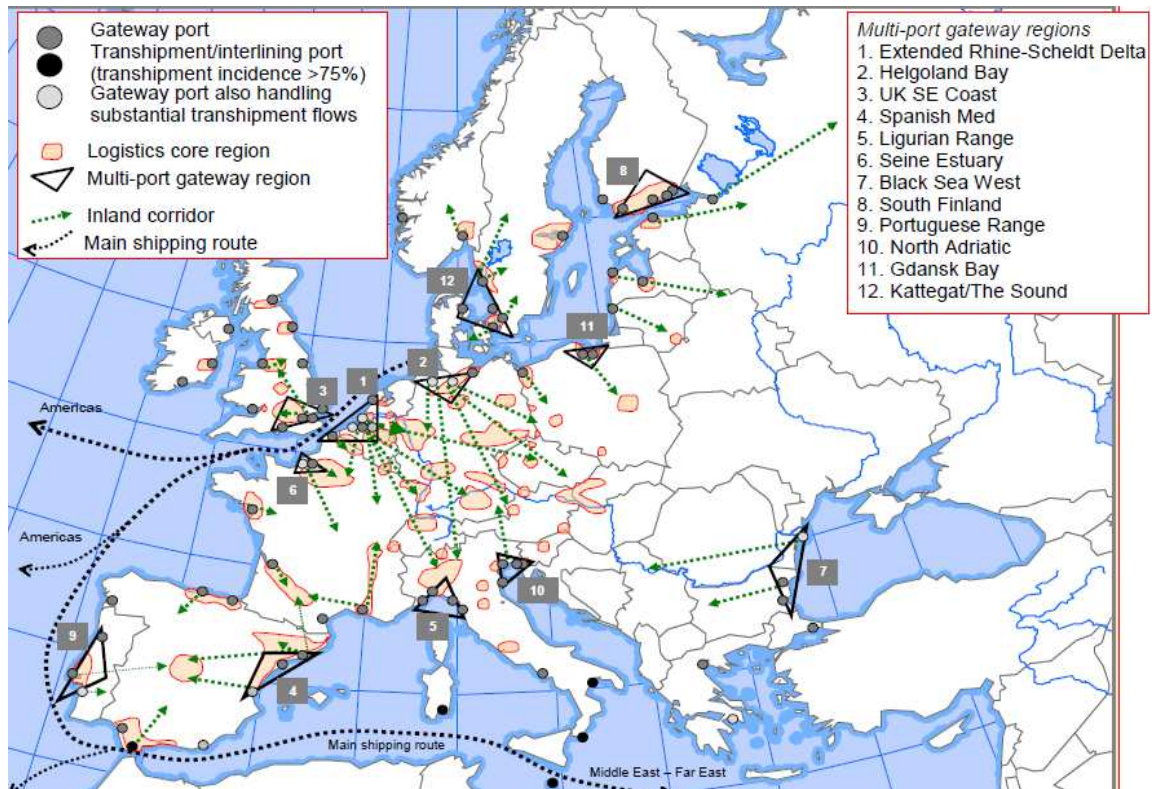 Gateway port
Transhipment/interlining port
(transhipment incidence >75%)
Gateway port also handling
substantial transhipment flows
Logistics core region
Multi-port gateway region
Inland corridor
Main shipping route
Multi-port gateway regions
1. Extended Rhine-Scheldt Delta
2. Helgoland Bay
3. UK SE Coast
4. Spanish Med
5. Ligurian Range
6. Seine Estuary
7. Black Sea West
8. South Finland
9. Portuguese Range
10. North Adriatic
11. Gdansk Bay
12. Kattegat/The Sound
8
12
11
2
1
3
Americas
6
Americas
7
10
5
9
4
Main shipping route
Middle East – Far East